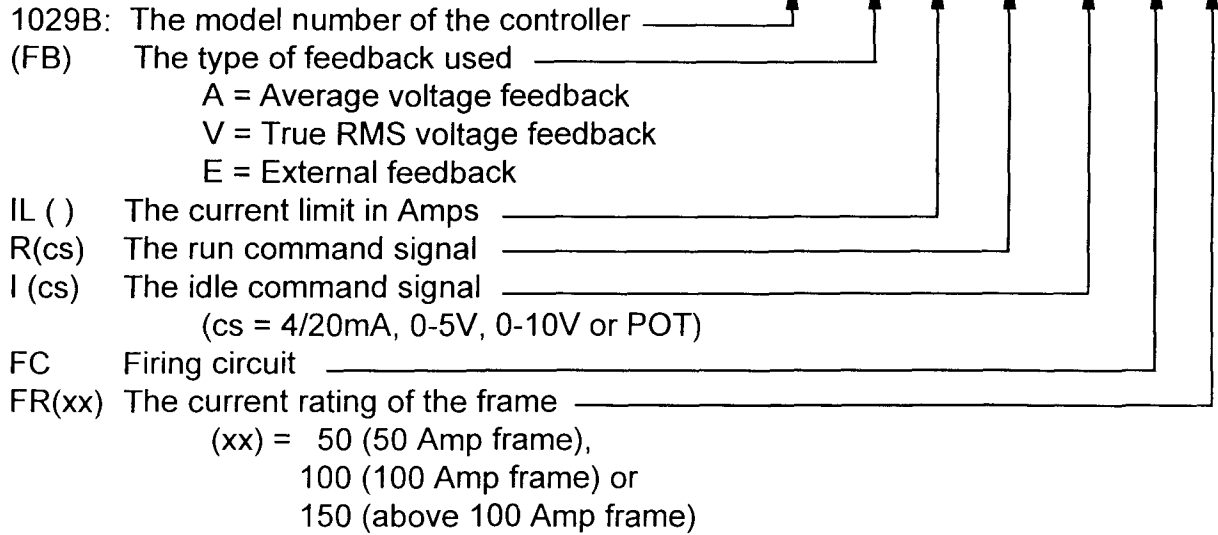 1029B: The model number of the controller
(FB) The type of feedback used
A = Average voltage feedback
V = True RMS voltage feedback
E = External feedback
IL ( ) The current limit in Amps
R(cs) The run command signal
I (cs) The idle command signal
(cs = 4/20mA, 0-5V, 0-10V or POT)
FC Firing circuit
FR(xx) The current rating of the frame
(xx) = 50 (50 Amp frame),
100 (100 Amp frame) or
150 (above 100 Amp frame)